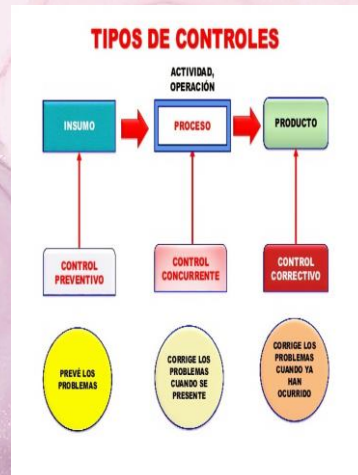 TIPOS DE CONTROLES
ACTIVIDAD,
OPERACIÓN
INSUMO
PROCESO
PRODUCTO
CONTROL
PREVENTIVO
CONTROL
CONCURRENTE
CONTROL
CORRECTIVO
PREVÉ LOS
PROBLEMAS
CORRIGE LOS
PROBLEMAS
CUANDO SE
PRESENTE
CORRIGE LOS
PROBLEMAS
CUANDO YA
HAN
OCURRIDO